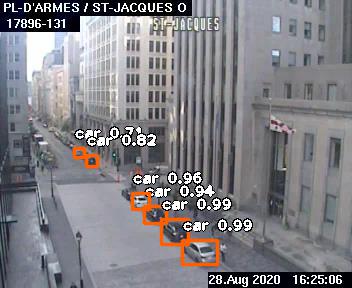 PL-D'ARMES / ST-JACQUES O
17896-131
ST-JACQUES
car 0.71
car 0.82
car 0.96
car 0.94
car 0.99
car 0.99
28.Aug 2020 16:25:06